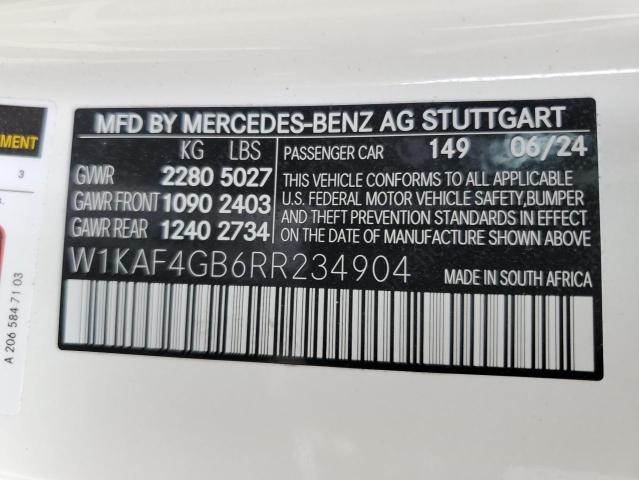 MFD BY MERCEDES-BENZ AG STUTTGART
KG LBS
GVWR 2280 5027
GAWR FRONT 1090 2403
GAWR REAR 1240 2734
PASSENGER CAR 149 06/24
THIS VEHICLE CONFORMS TO ALL APPLICABLE
U.S. FEDERAL MOTOR VEHICLE SAFETY,BUMPER
AND THEFT PREVENTION STANDARDS IN EFFECT
ON THE DATE OF MANUFACTURE SHOWN ABOVE
W1KAF4GB6RR234904
MADE IN SOUTH AFRICA
3
A 206 584 71 03